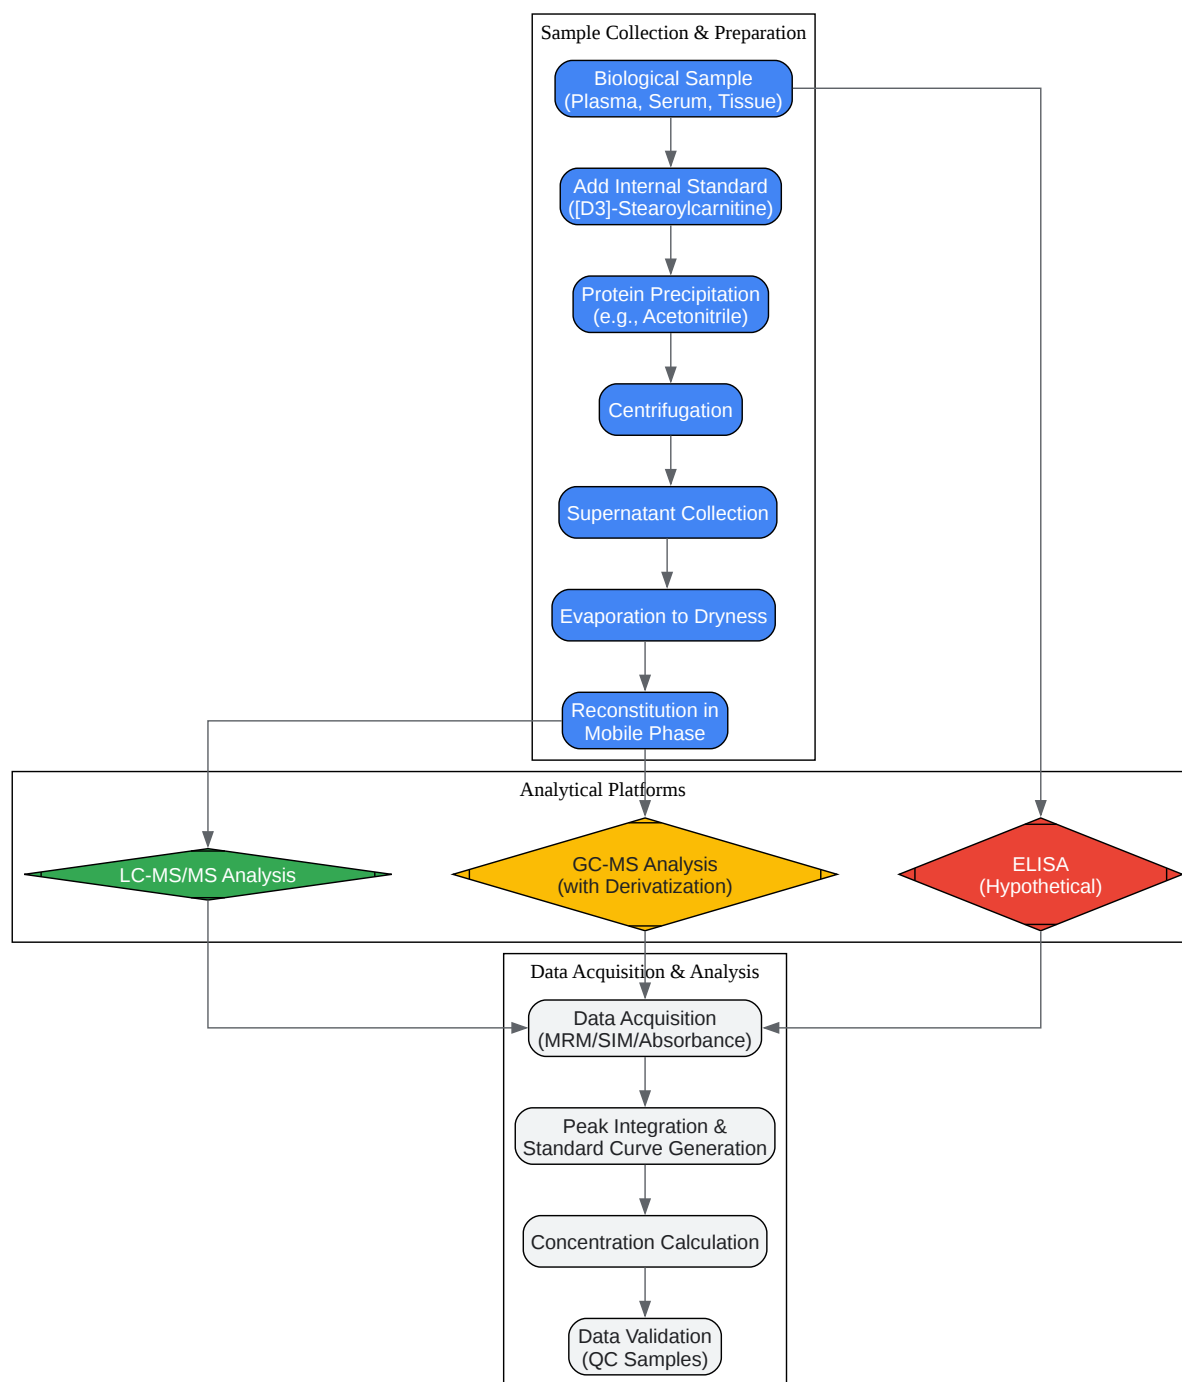 Sample Collection & Preparation
Biological Sample
(Plasma, Serum, Tissue)
Add Internal Standard
([D3]-Stearoylcarnitine)
Protein Precipitation
(e.g., Acetonitrile)
Centrifugation
Supernatant Collection
Evaporation to Dryness
Reconstitution in
Mobile Phase
Analytical Platforms
LC-MS/MS Analysis
GC-MS Analysis
(with Derivatization)
ELISA
(Hypothetical)
Data Acquisition & Analysis
Data Acquisition
(MRM/SIM/Absorbance)
Peak Integration &
Standard Curve Generation
Concentration Calculation
Data Validation
(QC Samples)